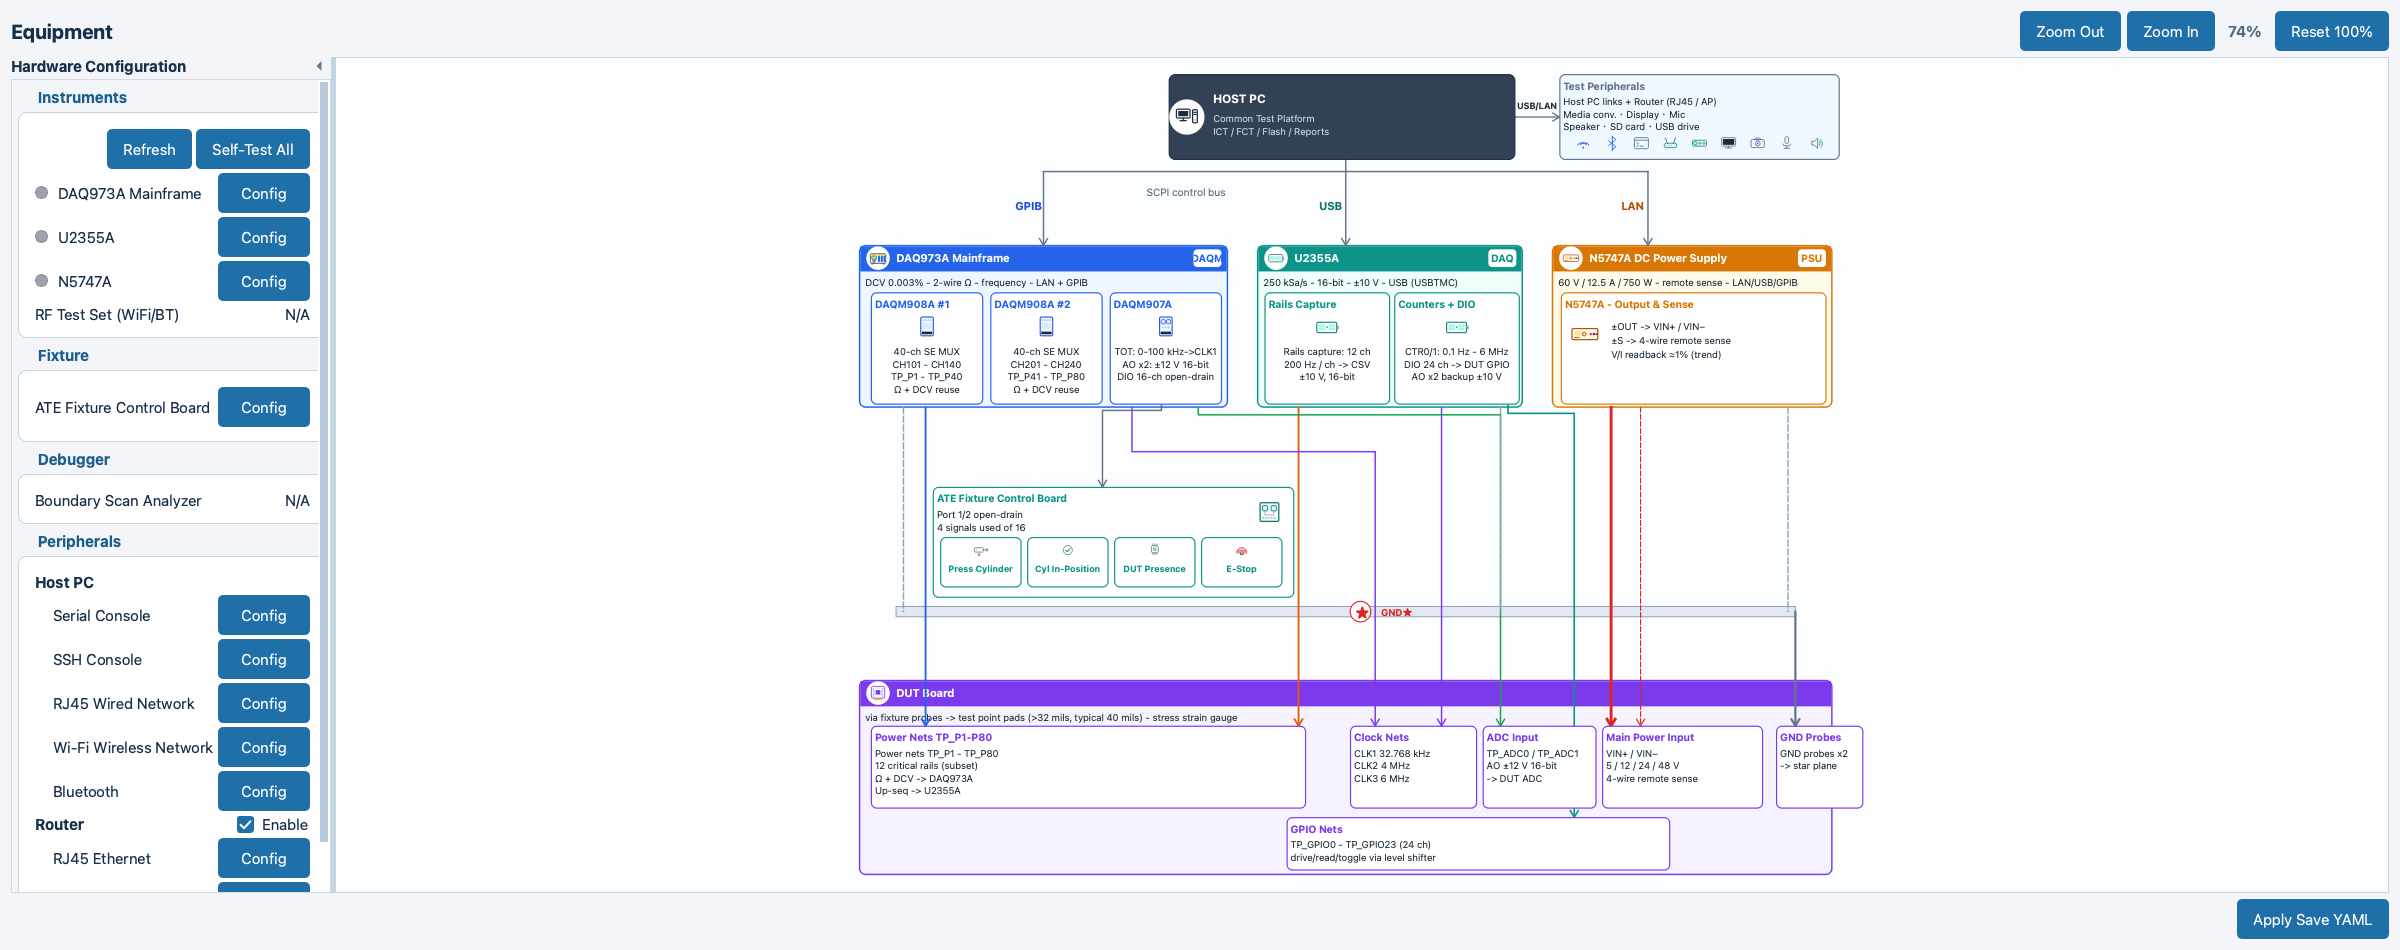 Equipment
Zoom Out
Zoom In
74%
Reset 100%
Hardware Configuration
Instruments
Refresh
Self-Test All
DAQ973A Mainframe
Config
U2355A
Config
N5747A
Config
RF Test Set (WiFi/BT)
N/A
Fixture
ATE Fixture Control Board
Config
Debugger
Boundary Scan Analyzer
N/A
Peripherals
Host PC
Serial Console
Config
SSH Console
Config
RJ45 Wired Network
Config
Wi-Fi Wireless Network
Config
Bluetooth
Config
Router
Enable
RJ45 Ethernet
Config
HOST PC
Common Test Platform
ICT / FCT / Flash / Reports
USB/LAN
Test Peripherals
Host PC links + Router (RJ45 / AP)
Media conv. · Display · Mic
Speaker · SD card · USB drive
SCPI control bus
GPIB
USB
LAN
DAQ973A Mainframe
DAQM
DCV 0.003% - 2-wire Ω - frequency - LAN + GPIB
DAQM908A #1
40-ch SE MUX
CH101 - CH140
TP_P1 - TP_P40
Ω + DCV reuse
DAQM908A #2
40-ch SE MUX
CH201 - CH240
TP_P41 - TP_P80
Ω + DCV reuse
DAQM907A
TOT: 0-100 kHz->CLK1
AO x2: ±12 V 16-bit
DIO 16-ch open-drain
U2355A
DAQ
250 kSa/s - 16-bit - ±10 V - USB (USBTMC)
Rails Capture
Rails capture: 12 ch
200 Hz / ch -> CSV
±10 V, 16-bit
Counters + DIO
CTR0/1: 0.1 Hz - 6 MHz
DIO 24 ch -> DUT GPIO
AO x2 backup ±10 V
N5747A DC Power Supply
PSU
60 V / 12.5 A / 750 W - remote sense - LAN/USB/GPIB
N5747A - Output & Sense
±OUT -> VIN+ / VIN−
±S -> 4-wire remote sense
V/I readback ≈1% (trend)
ATE Fixture Control Board
Port 1/2 open-drain
4 signals used of 16
Press Cylinder
Cyl In-Position
DUT Presence
E-Stop
GND★
DUT Board
via fixture probes -> test point pads (>32 mils, typical 40 mils) - stress strain gauge
Power Nets TP_P1-P80
Power nets TP_P1 - TP_P80
12 critical rails (subset)
Ω + DCV -> DAQ973A
Up-seq -> U2355A
Clock Nets
CLK1 32.768 kHz
CLK2 4 MHz
CLK3 6 MHz
ADC Input
TP_ADC0 / TP_ADC1
AO ±12 V 16-bit
-> DUT ADC
Main Power Input
VIN+ / VIN−
5 / 12 / 24 / 48 V
4-wire remote sense
GND Probes
GND probes x2
-> star plane
GPIO Nets
TP_GPIO0 - TP_GPIO23 (24 ch)
drive/read/toggle via level shifter
Apply Save YAML